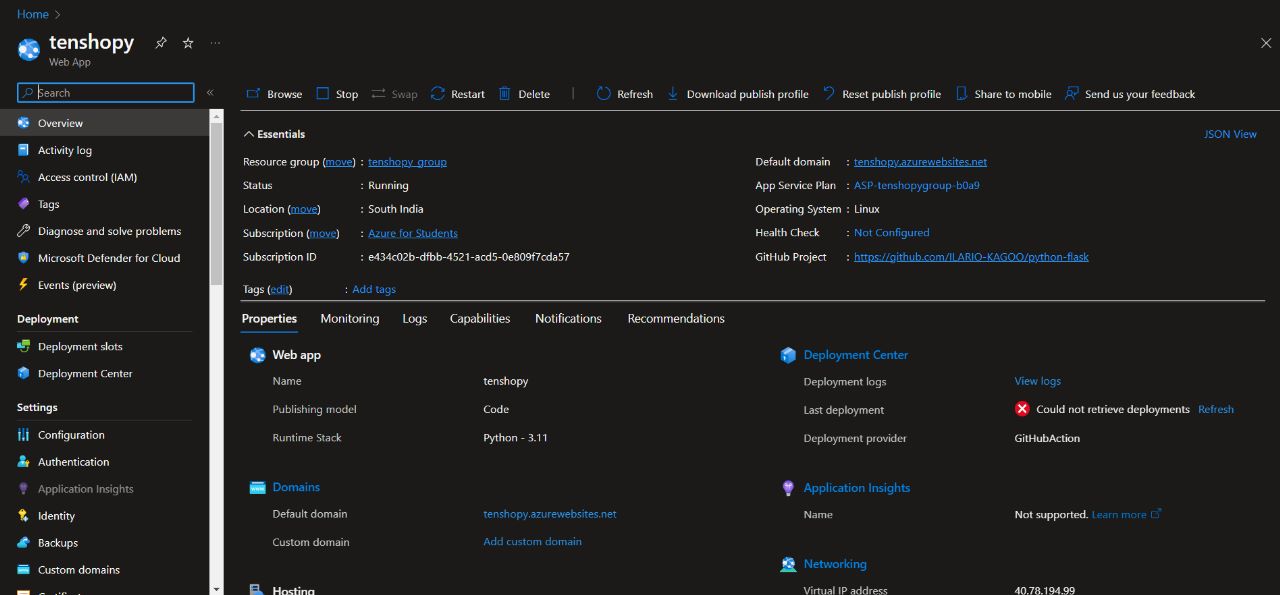 Home >
tenshopy
Web App
Search
Browse Stop Swap Restart Delete Refresh Download publish profile Reset publish profile Share to mobile Send us your feedback
Overview
Activity log
Access control (IAM)
Tags
Diagnose and solve problems
Microsoft Defender for Cloud
Events (preview)
Deployment
Deployment slots
Deployment Center
Settings
Configuration
Authentication
Application Insights
Identity
Backups
Custom domains
Essentials
JSON View
Resource group (move) : tenshopy_group
Status : Running
Location (move) : South India
Subscription (move) : Azure for Students
Subscription ID : e434c02b-dfbb-4521-acd5-0e809f7cda57
Default domain : tenshopy.azurewebsites.net
App Service Plan : ASP-tenshopygroup-b0a9
Operating System : Linux
Health Check : Not Configured
GitHub Project : https://github.com/ILARIO-KAGOO/python-flask
Tags (edit) : Add tags
Properties Monitoring Logs Capabilities Notifications Recommendations
Web app
Name tenshopy
Publishing model Code
Runtime Stack Python - 3.11
Domains
Default domain tenshopy.azurewebsites.net
Custom domain Add custom domain
Hosting
Deployment Center
Deployment logs View logs
Last deployment Could not retrieve deployments Refresh
Deployment provider GitHubAction
Application Insights
Name Not supported. Learn more
Networking
Virtual IP address 40.78.194.99